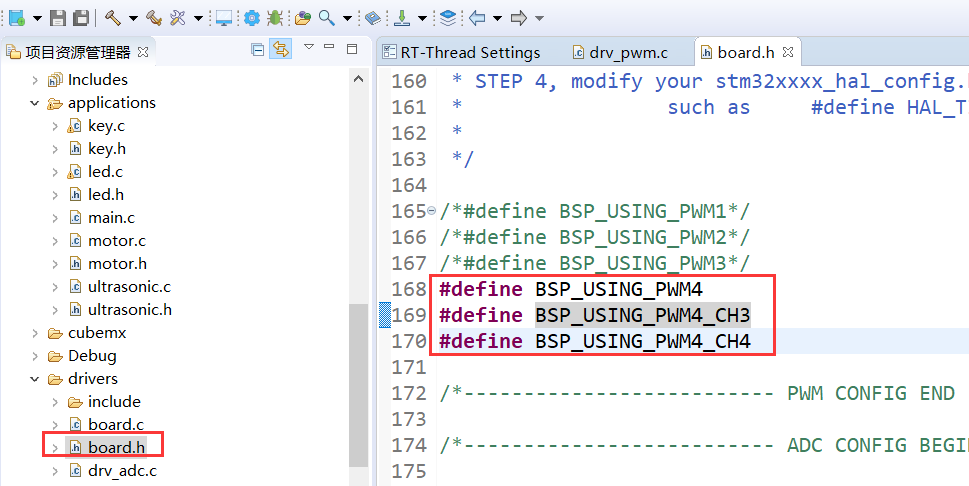 项目资源管理器
Includes
applications
key.c
key.h
led.c
led.h
main.c
motor.c
motor.h
ultrasonic.c
ultrasonic.h
cubemx
Debug
drivers
include
board.c
board.h
drv_adc.c
RT-Thread Settings
drv_pwm.c
board.h
160 * STEP 4, modify your stm32xxxx_hal_config.
161 * such as #define HAL_T
162 *
163 */
164
165 /*#define BSP_USING_PWM1*/
166 /*#define BSP_USING_PWM2*/
167 /*#define BSP_USING_PWM3*/
168 #define BSP_USING_PWM4
169 #define BSP_USING_PWM4_CH3
170 #define BSP_USING_PWM4_CH4
171
172 /*-------------------------- PWM CONFIG END
173
174 /*-------------------------- ADC CONFIG BEGI
175